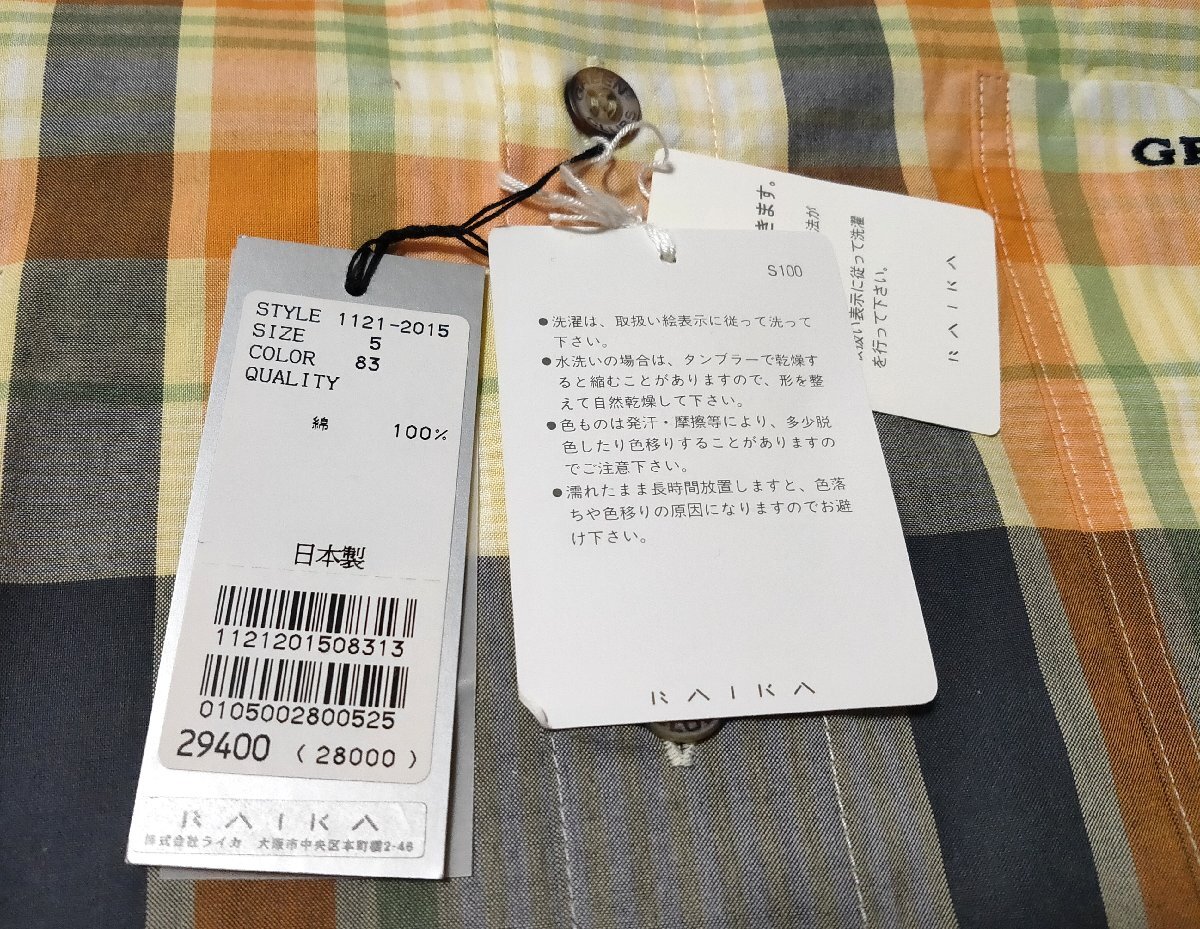 STYLE 1121-2015
SIZE 5
COLOR 83
QUALITY
綿 100%
日本製
1121201508313
0105002800525
29400 (28000)
RAIKA
株式会社ライカ 大阪市中央区本町橋2-46
S100
●洗濯は、取扱い絵表示に従って洗って
下さい。
●水洗いの場合は、タンブラーで乾燥す
ると縮むことがありますので、形を整
えて自然乾燥して下さい。
●色ものは発汗・摩擦等により、多少脱
色したり色移りすることがありますの
でご注意下さい。
●濡れたまま長時間放置しますと、色落
ちや色移りの原因になりますのでお避
け下さい。
RAIKA
きます。
法が
扱い表示に従って洗濯
を行って下さい。
RAIKA